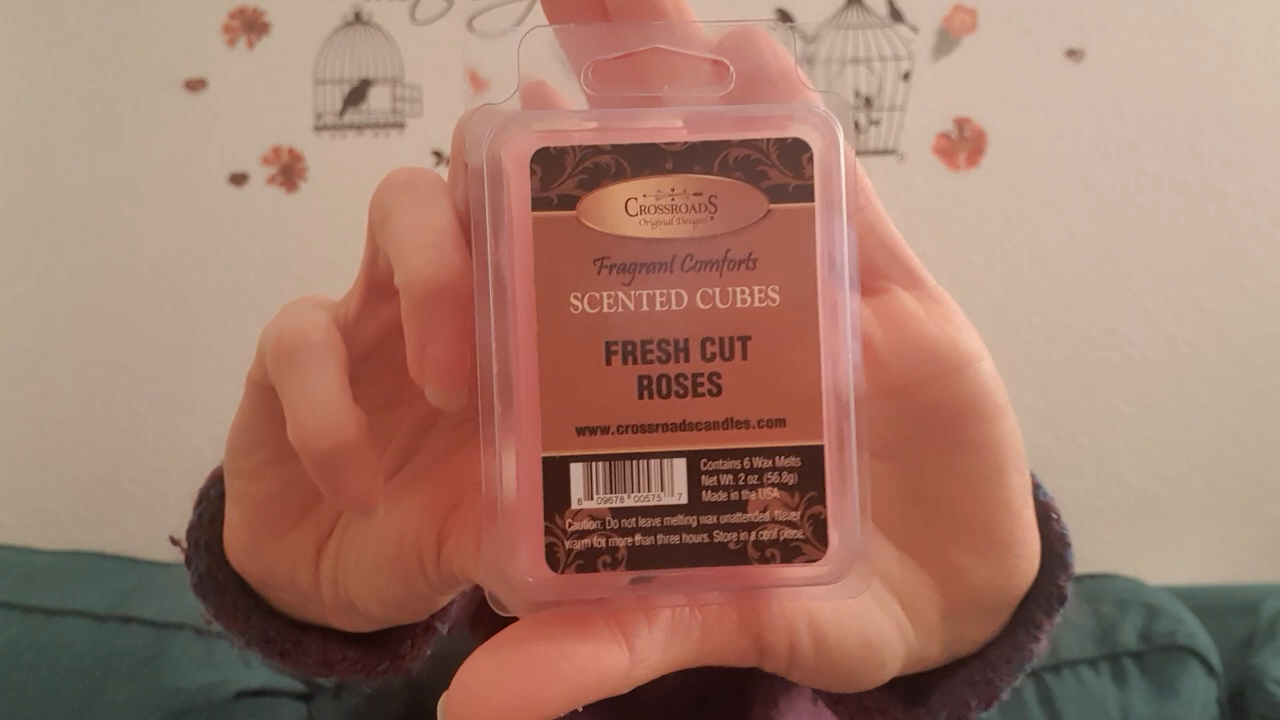 CROSSROADS
Original Designs
Fragrant Comforts
SCENTED CUBES
FRESH CUT
ROSES
www.crossroadscandles.com
8 09678 00575 7
Contains 6 Wax Melts
Net Wt. 2 oz. (56.8g)
Made in the USA
Caution: Do not leave melting wax unattended. Never
warm for more than three hours. Store in a cool place.